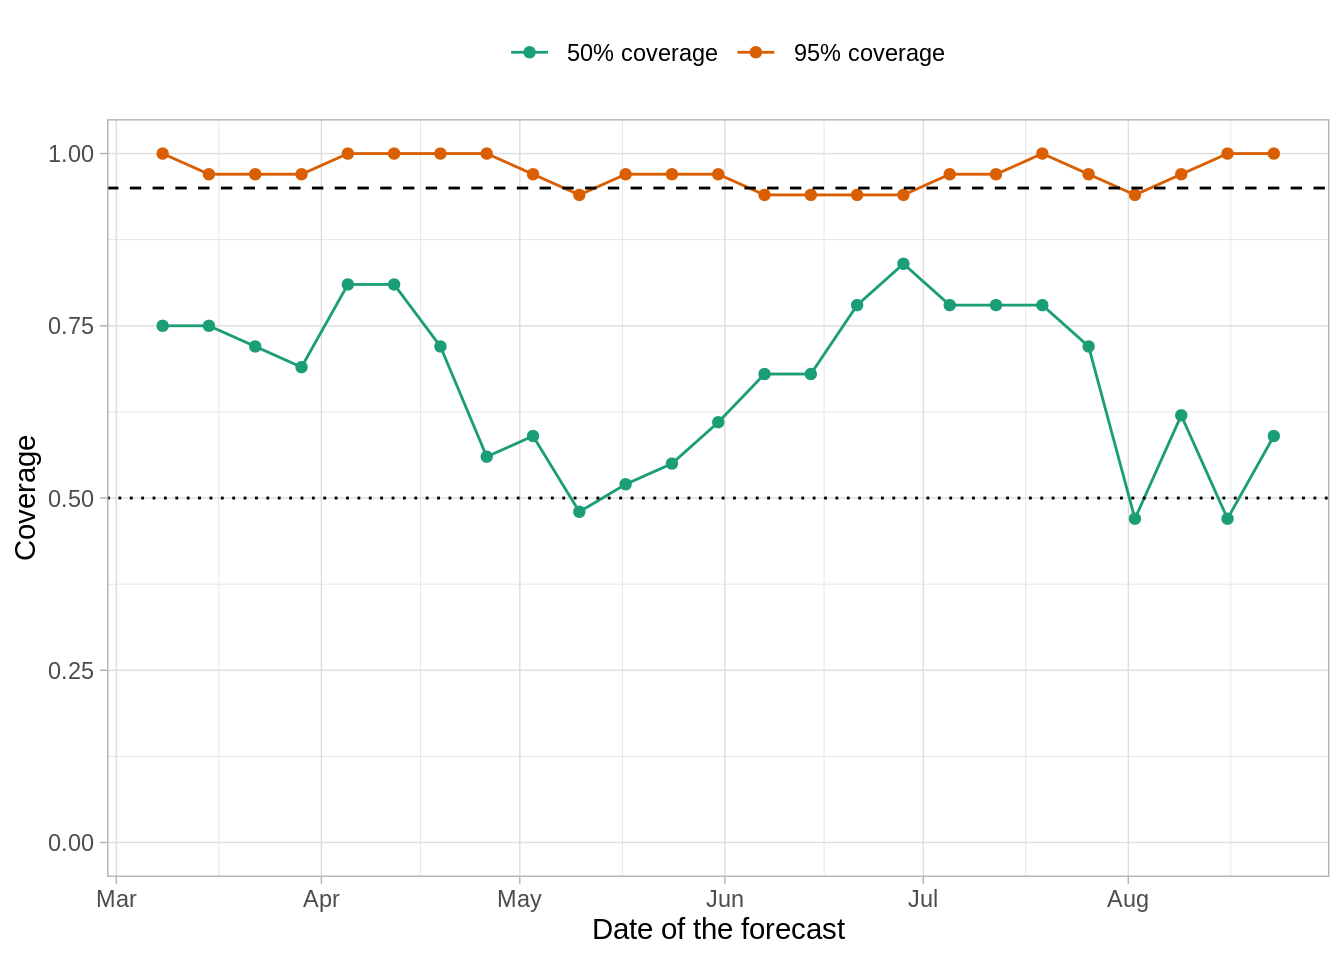 50% coverage 95% coverage
1.00
0.75
0.50
0.25
0.00
Coverage
Mar Apr May Jun Jul Aug
Date of the forecast